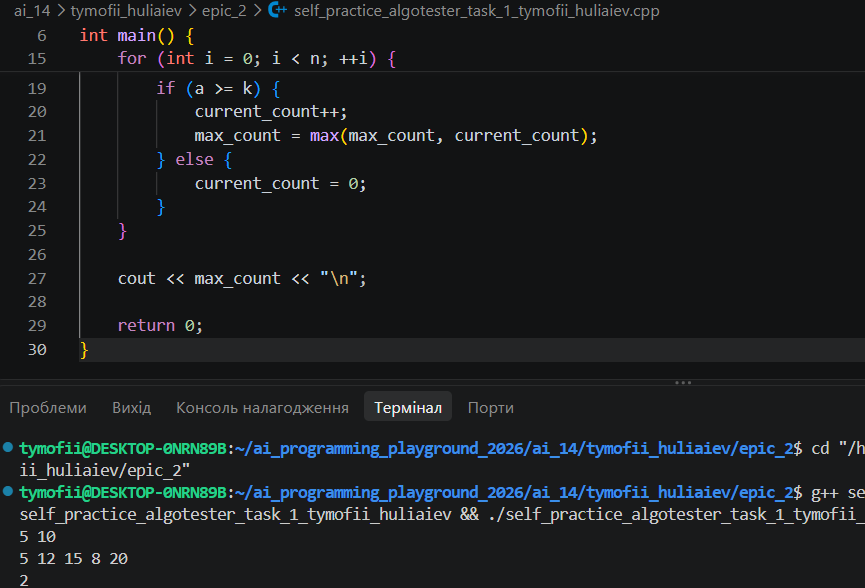 ai_14 > tymofii_huliaiev > epic_2 > self_practice_algotester_task_1_tymofii_huliaiev.cpp
6 int main() {
15 for (int i = 0; i < n; ++i) {
19 if (a >= k) {
20 current_count++;
21 max_count = max(max_count, current_count);
22 } else {
23 current_count = 0;
24 }
25 }
26
27 cout << max_count << "\n";
28
29 return 0;
30 }
Проблеми Вихід Консоль налагодження Термінал Порти
tymofii@DESKTOP-0NRN89B:~/ai_programming_playground_2026/ai_14/tymofii_huliaiev/epic_2$ cd "/h
ii_huliaiev/epic_2"
tymofii@DESKTOP-0NRN89B:~/ai_programming_playground_2026/ai_14/tymofii_huliaiev/epic_2$ g++ se
self_practice_algotester_task_1_tymofii_huliaiev && ./self_practice_algotester_task_1_tymofii_
5 10
5 12 15 8 20
2